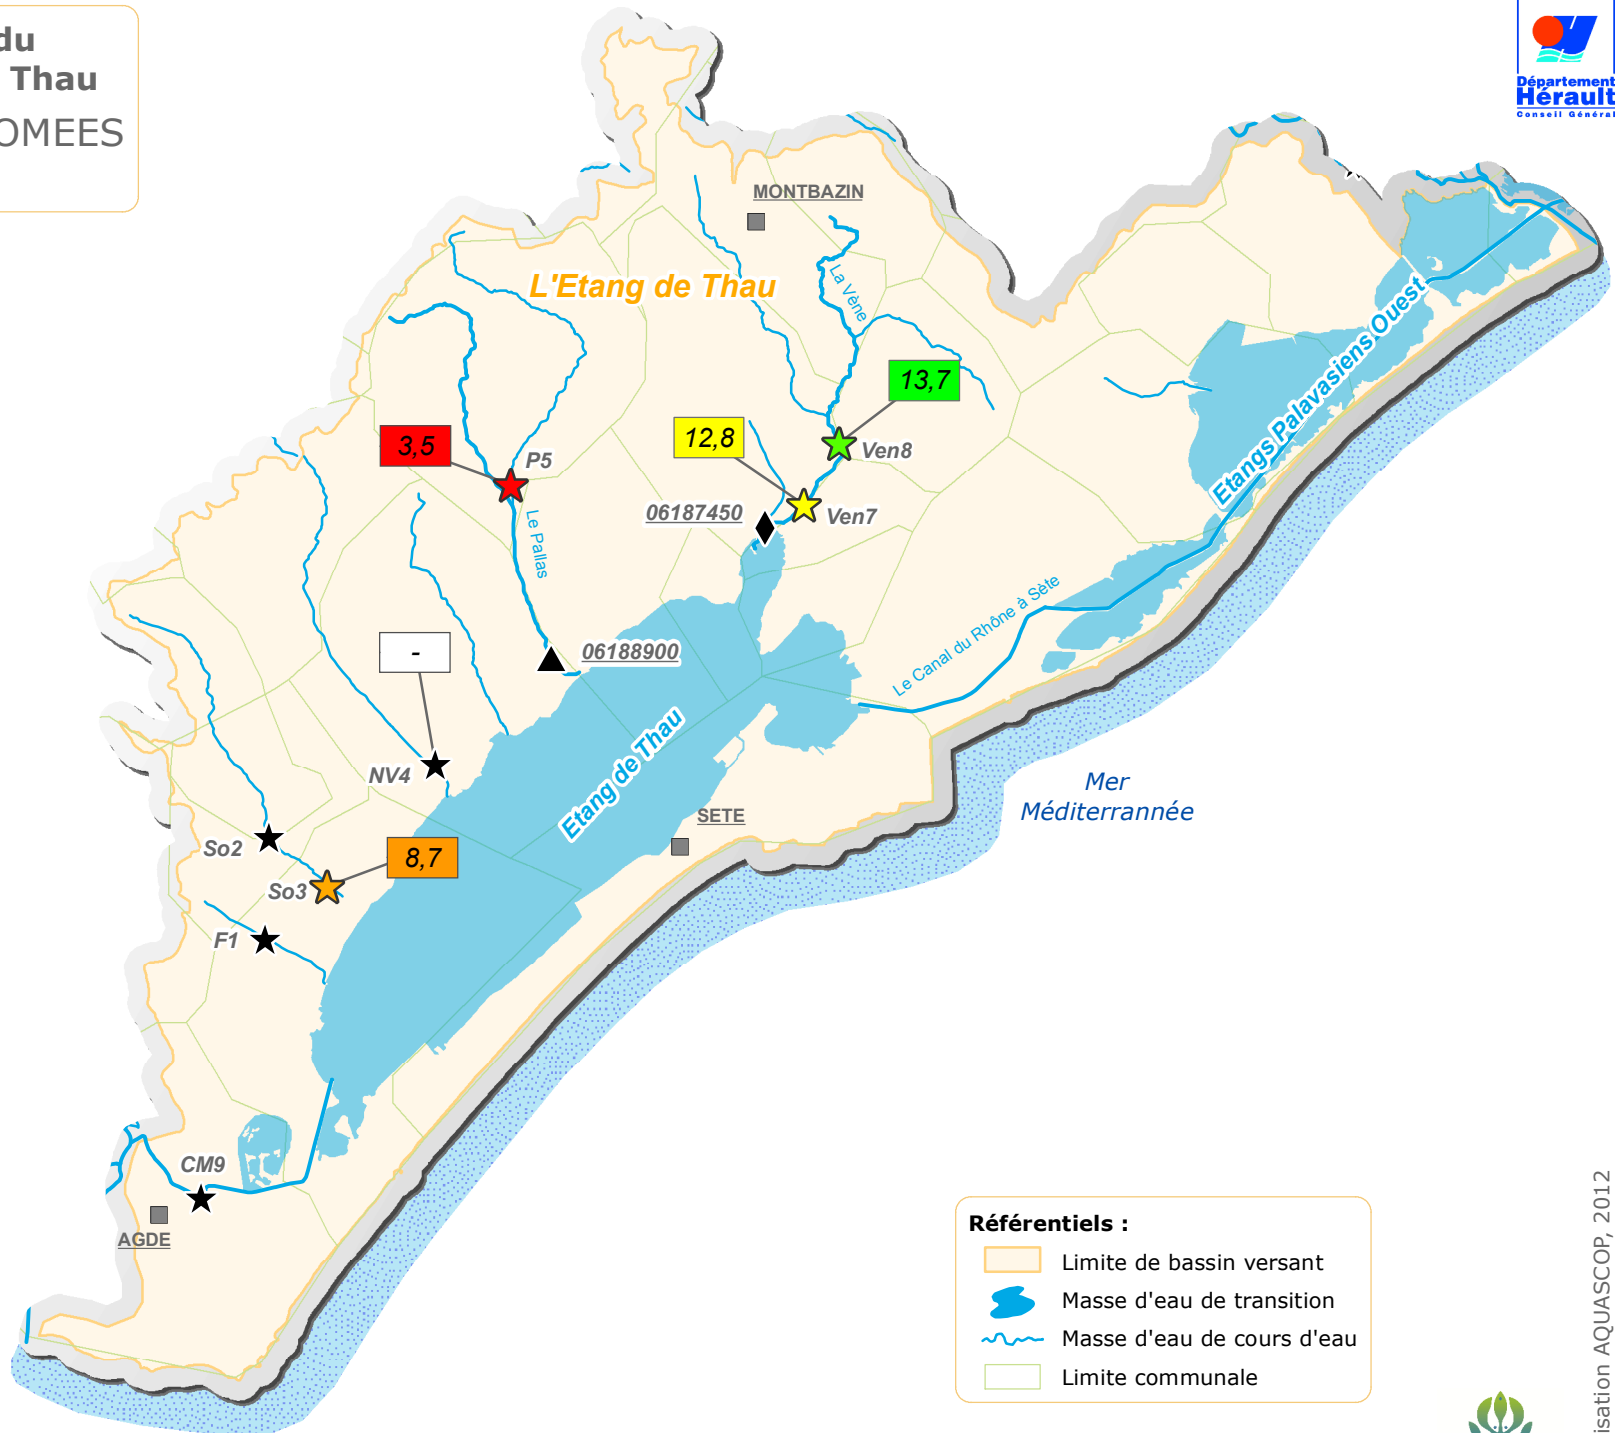 du
Thau
OMEES
Département
Hérault
Conseil Général
MONTBAZIN
L'Etang de Thau
La Vène
13,7
12,8
3,5
P5
Ven8
06187450
Ven7
Le Pallas
Etangs Palavasiens Ouest
Le Canal du Rhône à Sète
-
06188900
NV4
Etang de Thau
Mer
Méditerrannée
SETE
So2
8,7
So3
F1
CM9
AGDE
Référentiels :
Limite de bassin versant
Masse d'eau de transition
Masse d'eau de cours d'eau
Limite communale
isation AQUASCOP, 2012